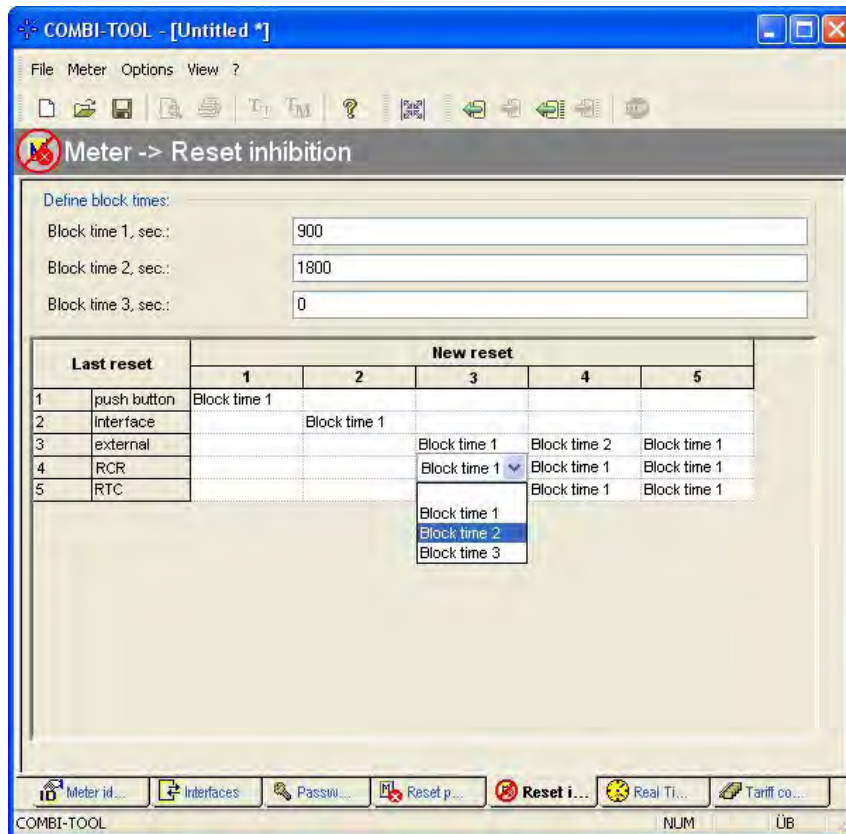 COMBI-TOOL - [Untitled *]
File Meter Options View ?
Meter -> Reset inhibition
Define block times:
Block time 1, sec.: 900
Block time 2, sec.: 1800
Block time 3, sec.: 0
Last reset New reset
1 2 3 4 5
1 push button Block time 1
2 Interface Block time 1
3 external Block time 1 Block time 2 Block time 1
4 RCR Block time 1 Block time 1 Block time 1
5 RTC Block time 1 Block time 1
Block time 1
Block time 2
Block time 3
Meter id... Interfaces Passw... Reset p... Reset i... Real Ti... Tariff co...
COMBI-TOOL NUM ÜB